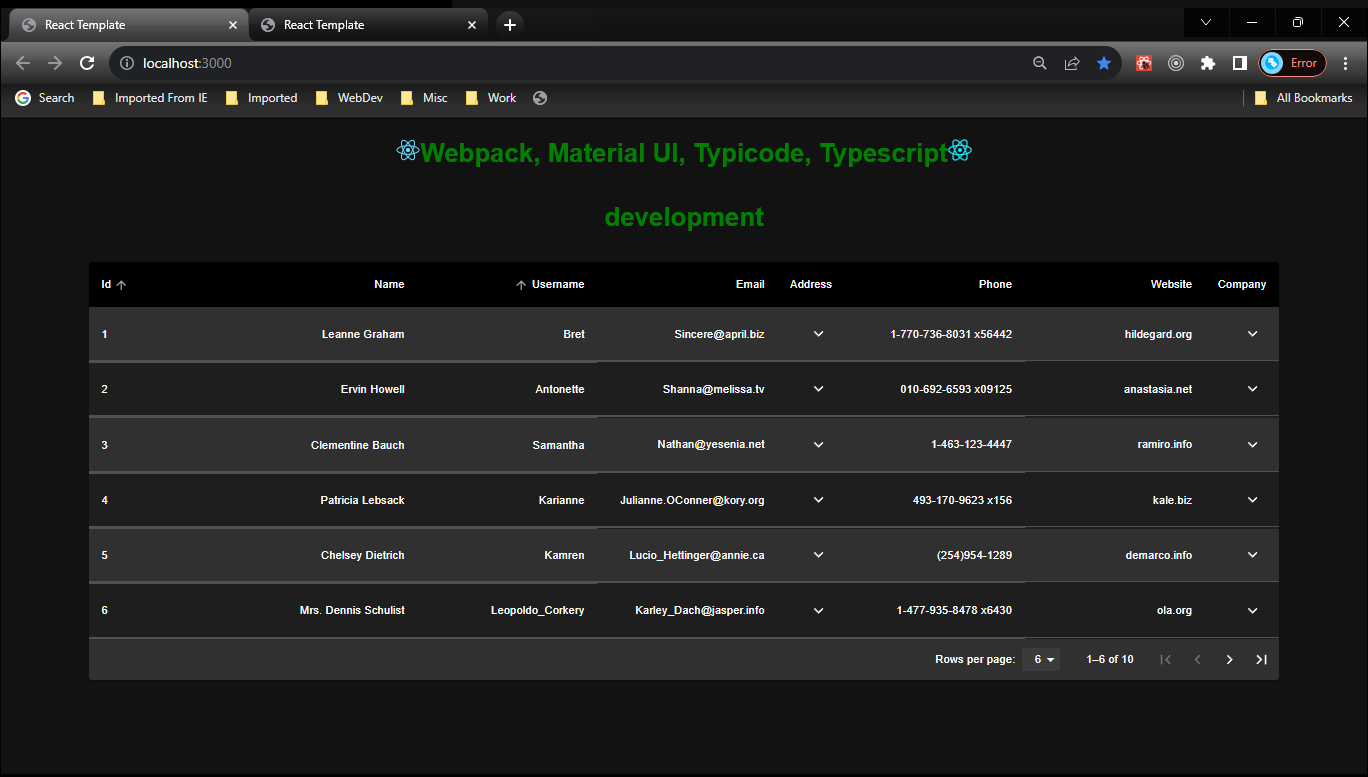 React Template React Template
localhost:3000 Error
Search Imported From IE Imported WebDev Misc Work All Bookmarks
Webpack, Material UI, Typicode, Typescript
development
Id Name Username Email Address Phone Website Company
1 Leanne Graham Bret Sincere@april.biz 1-770-736-8031 x56442 hildegard.org
2 Ervin Howell Antonette Shanna@melissa.tv 010-692-6593 x09125 anastasia.net
3 Clementine Bauch Samantha Nathan@yesenia.net 1-463-123-4447 ramiro.info
4 Patricia Lebsack Karianne Julianne.OConner@kory.org 493-170-9623 x156 kale.biz
5 Chelsey Dietrich Kamren Lucio_Hettinger@annie.ca (254)954-1289 demarco.info
6 Mrs. Dennis Schulist Leopoldo_Corkery Karley_Dach@jasper.info 1-477-935-8478 x6430 ola.org
Rows per page: 6 1–6 of 10